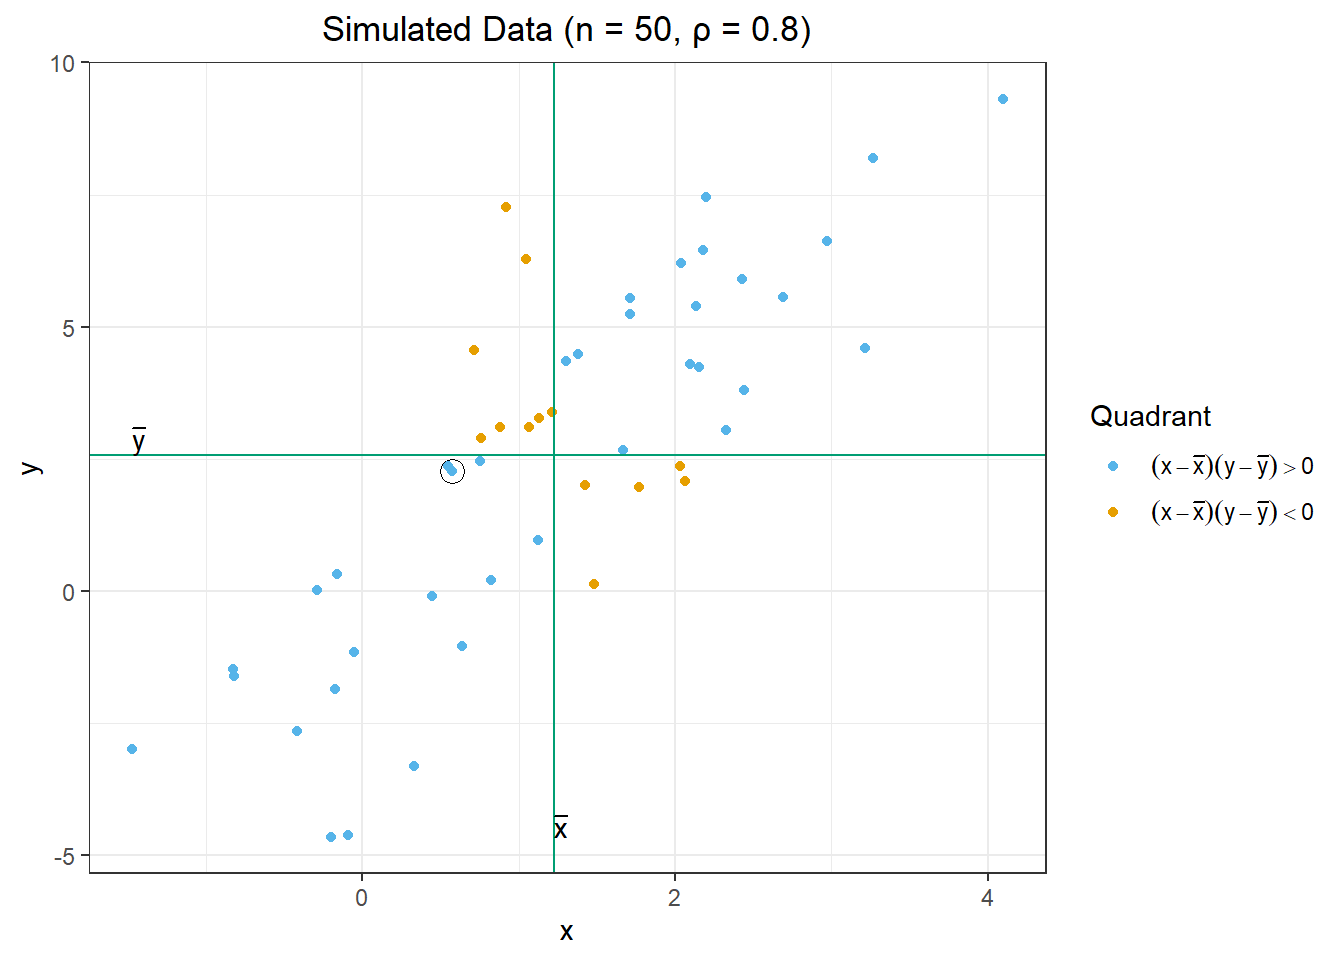 Simulated Data (n = 50, ρ = 0.8)
10
5
0
-5
y
y̅
x̅
0
2
4
x
Quadrant
(x − x̅)(y − y̅) > 0
(x − x̅)(y − y̅) < 0